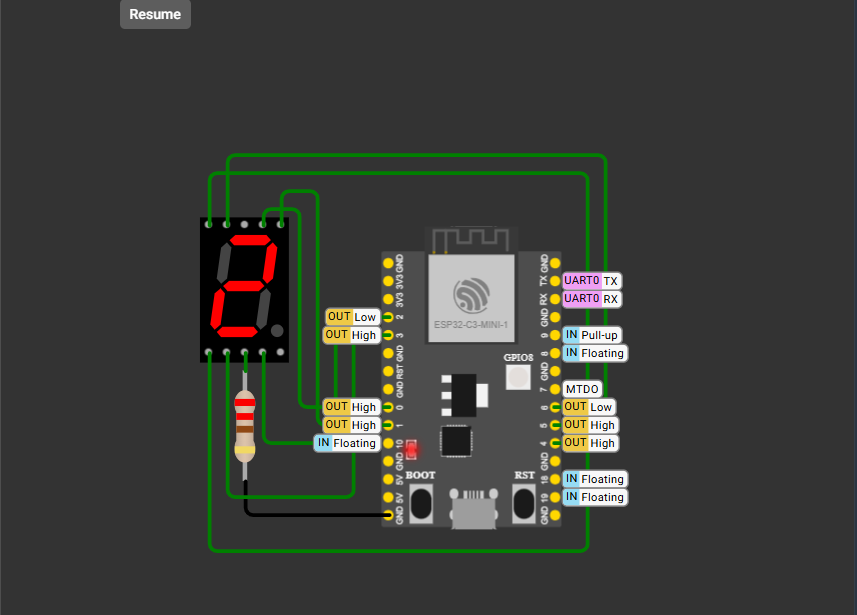 Resume
GND
3V3
3V3
2
3
GND
RST
GND
0
1
10
GND
5V
5V
GND
OUT Low
OUT High
OUT High
OUT High
IN Floating
ESP32-C3-MINI-1
GPIO8
BOOT
RST
GND
TX
RX
GND
9
8
GND
7
6
5
4
GND
18
19
GND
UART0 TX
UART0 RX
IN Pull-up
IN Floating
MTDO
OUT Low
OUT High
OUT High
IN Floating
IN Floating